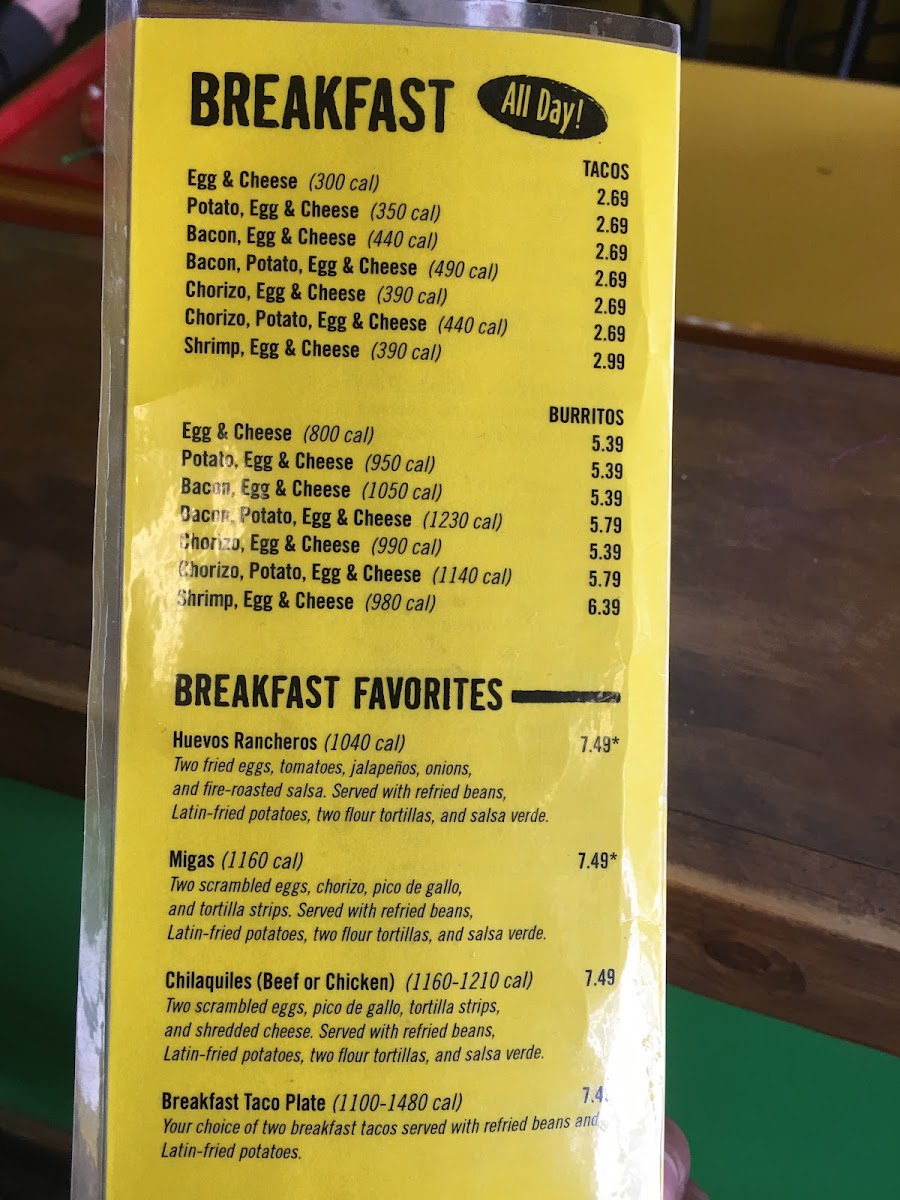 BREAKFAST All Day!
TACOS
Egg & Cheese (300 cal) 2.69
Potato, Egg & Cheese (350 cal) 2.69
Bacon, Egg & Cheese (440 cal) 2.69
Bacon, Potato, Egg & Cheese (490 cal) 2.69
Chorizo, Egg & Cheese (390 cal) 2.69
Chorizo, Potato, Egg & Cheese (440 cal) 2.69
Shrimp, Egg & Cheese (390 cal) 2.99
BURRITOS
Egg & Cheese (800 cal) 5.39
Potato, Egg & Cheese (950 cal) 5.39
Bacon, Egg & Cheese (1050 cal) 5.39
Bacon, Potato, Egg & Cheese (1230 cal) 5.79
Chorizo, Egg & Cheese (990 cal) 5.39
Chorizo, Potato, Egg & Cheese (1140 cal) 5.79
Shrimp, Egg & Cheese (980 cal) 6.39
BREAKFAST FAVORITES
Huevos Rancheros (1040 cal) 7.49*
Two fried eggs, tomatoes, jalapeños, onions,
and fire-roasted salsa. Served with refried beans,
Latin-fried potatoes, two flour tortillas, and salsa verde.
Migas (1160 cal) 7.49*
Two scrambled eggs, chorizo, pico de gallo,
and tortilla strips. Served with refried beans,
Latin-fried potatoes, two flour tortillas, and salsa verde.
Chilaquiles (Beef or Chicken) (1160-1210 cal) 7.49
Two scrambled eggs, pico de gallo, tortilla strips,
and shredded cheese. Served with refried beans,
Latin-fried potatoes, two flour tortillas, and salsa verde.
Breakfast Taco Plate (1100-1480 cal)
Your choice of two breakfast tacos served with refried beans and
Latin-fried potatoes.